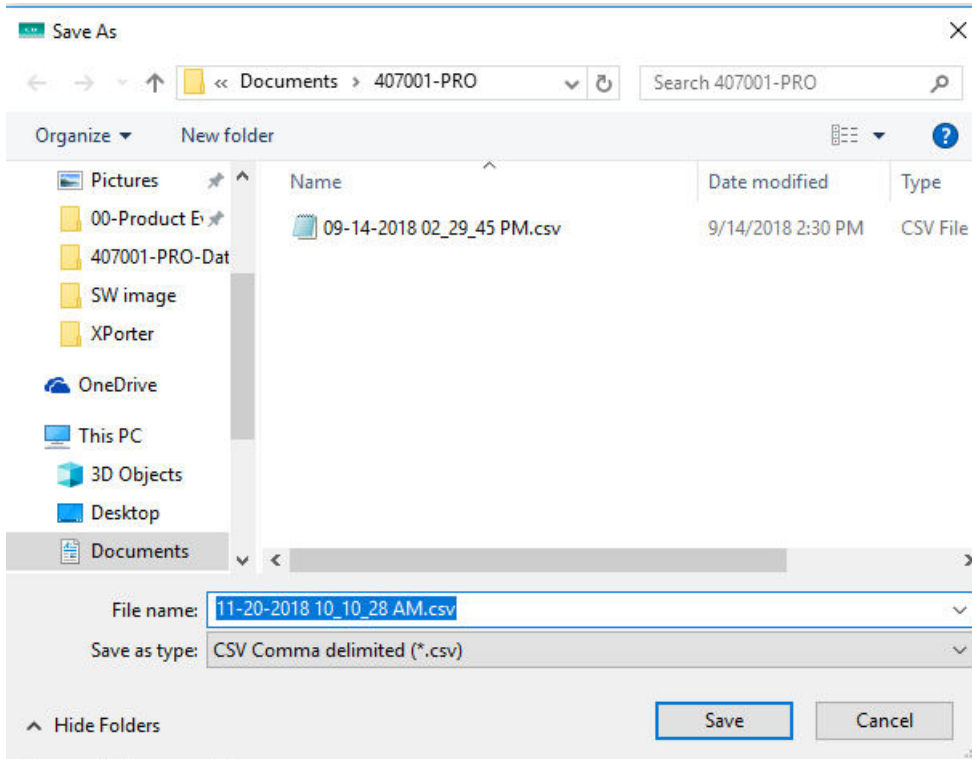 Save As
« Documents › 407001-PRO
Search 407001-PRO
Organize
New folder
Name
Date modified
Type
Pictures
00-Product Ev
407001-PRO-Dat
SW image
XPorter
OneDrive
This PC
3D Objects
Desktop
Documents
09-14-2018 02_29_45 PM.csv
9/14/2018 2:30 PM
CSV File
File name:
11-20-2018 10_10_28 AM.csv
Save as type:
CSV Comma delimited (*.csv)
Hide Folders
Save
Cancel